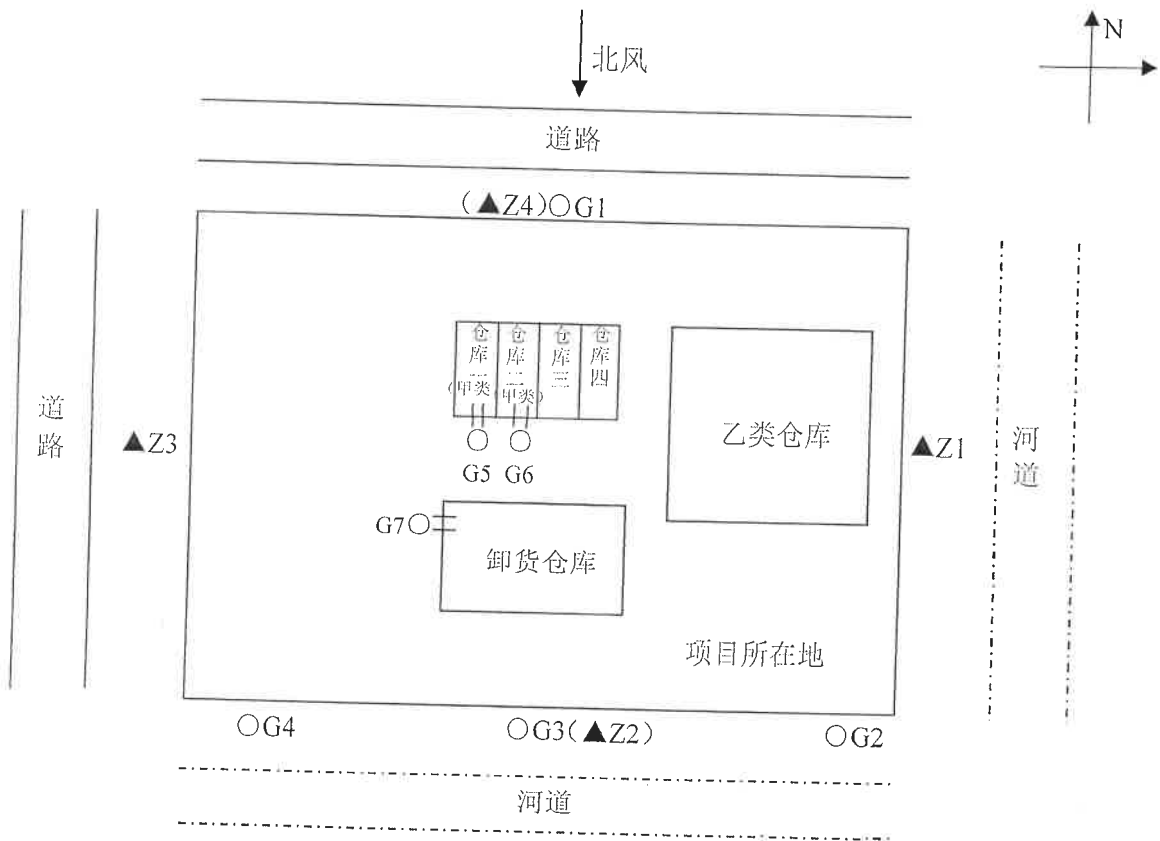 N
北风
道路
(▲Z4)○G1
仓库一(甲类)
仓库二(甲类)
仓库三
仓库四
道路
▲Z3
乙类仓库
▲Z1
河道
G5
G6
G7○
卸货仓库
项目所在地
○G4
○G3(▲Z2)
○G2
河道